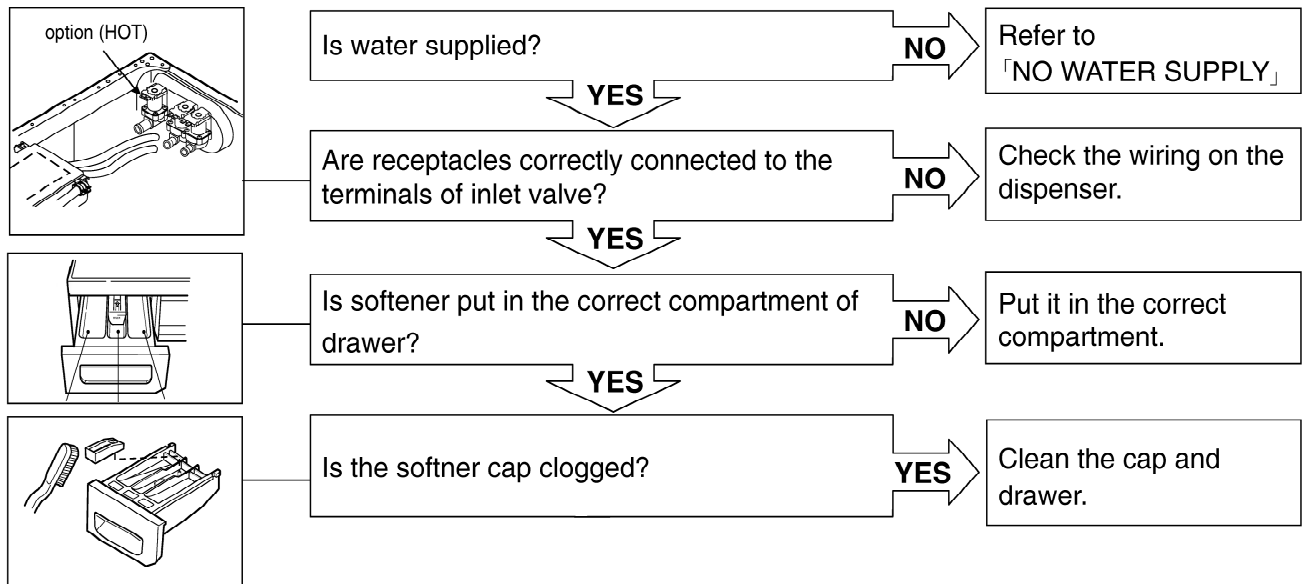 option (HOT)
Is water supplied?
NO
Refer to
「NO WATER SUPPLY」
YES
Are receptacles correctly connected to the
terminals of inlet valve?
NO
Check the wiring on the
dispenser.
YES
Is softener put in the correct compartment of
drawer?
NO
Put it in the correct
compartment.
YES
Is the softner cap clogged?
YES
Clean the cap and
drawer.